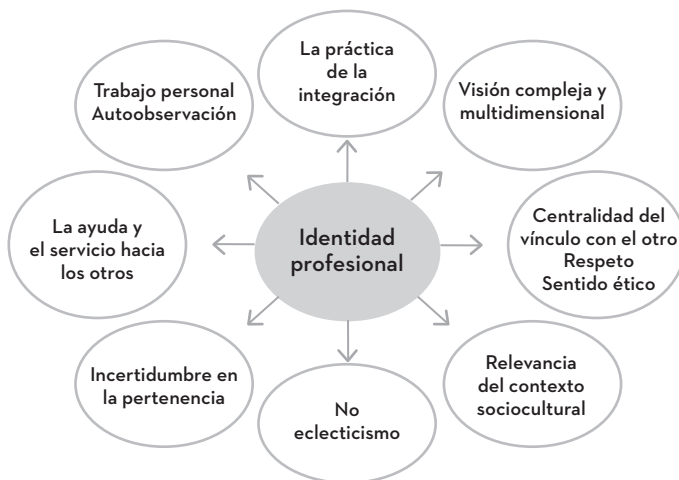 La práctica
de la
integración
Trabajo personal
Autoobservación
Visión compleja y
multidimensional
La ayuda y
el servicio hacia
los otros
Identidad
profesional
Centralidad del
vínculo con el otro
Respeto
Sentido ético
Incertidumbre en
la pertenencia
Relevancia
del contexto
sociocultural
No
eclecticismo